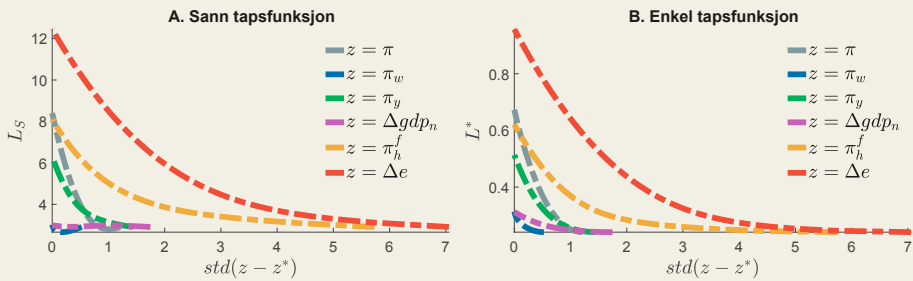 A. Sann tapsfunksjon
L_S
12
10
8
6
4
0 1 2 3 4 5 6 7
std(z − z*)
z = π
z = π_w
z = π_y
z = Δgdp_n
z = π_h^f
z = Δe
B. Enkel tapsfunksjon
L*
0.8
0.6
0.4
0 1 2 3 4 5 6 7
std(z − z*)
z = π
z = π_w
z = π_y
z = Δgdp_n
z = π_h^f
z = Δe